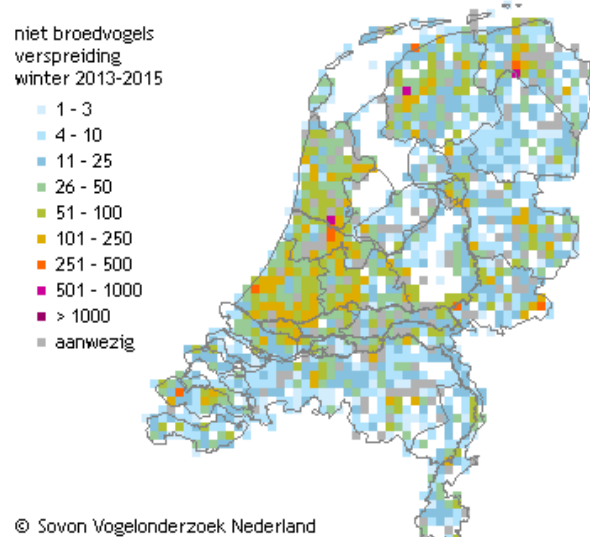 niet broedvogels
verspreiding
winter 2013-2015
1 - 3
4 - 10
11 - 25
26 - 50
51 - 100
101 - 250
251 - 500
501 - 1000
> 1000
aanwezig
© Sovon Vogelonderzoek Nederland